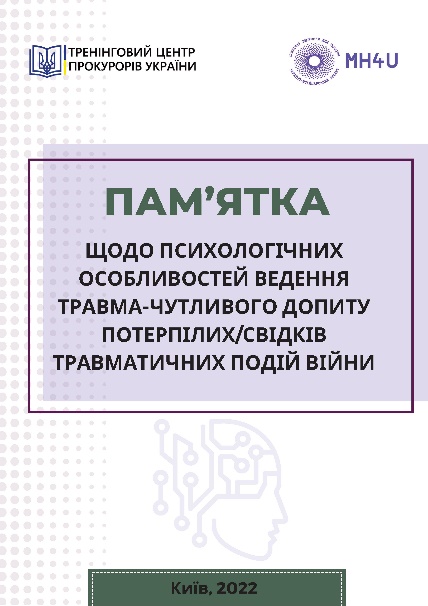 ТРЕНІНГОВИЙ ЦЕНТР
ПРОКУРОРІВ УКРАЇНИ
MH4U
ПАМ’ЯТКА
ЩОДО ПСИХОЛОГІЧНИХ
ОСОБЛИВОСТЕЙ ВЕДЕННЯ
ТРАВМА-ЧУТЛИВОГО ДОПИТУ
ПОТЕРПІЛИХ/СВІДКІВ
ТРАВМАТИЧНИХ ПОДІЙ ВІЙНИ
Київ, 2022